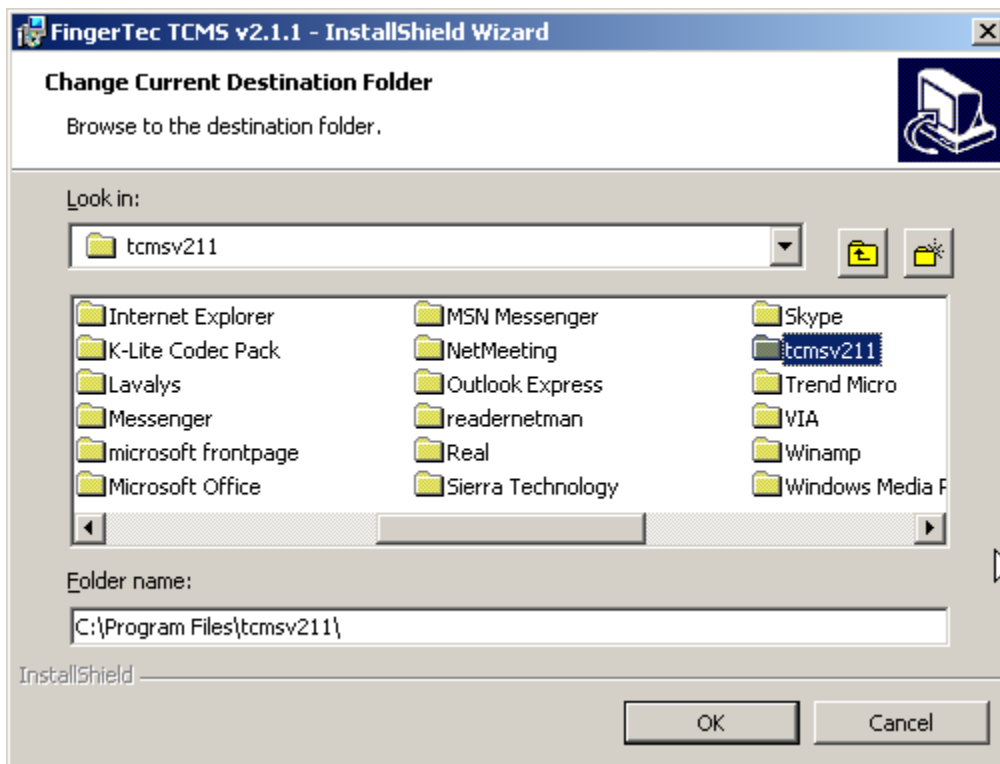 FingerTec TCMS v2.1.1 - InstallShield Wizard
Change Current Destination Folder
Browse to the destination folder.
Look in:
tcmsv211
Internet Explorer MSN Messenger Skype
K-Lite Codec Pack NetMeeting tcmsv211
Lavalys Outlook Express Trend Micro
Messenger readernetman VIA
microsoft frontpage Real Winamp
Microsoft Office Sierra Technology Windows Media P
Folder name:
C:\Program Files\tcmsv211\
InstallShield
OK Cancel